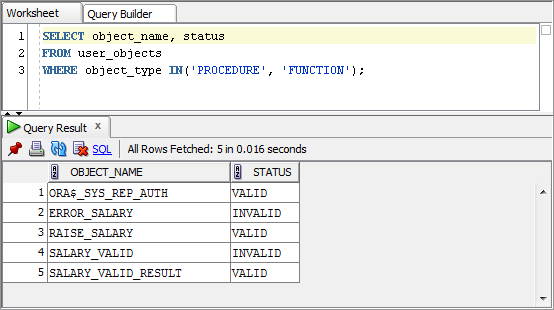 Worksheet Query Builder
1 SELECT object_name, status
2 FROM user_objects
3 WHERE object_type IN('PROCEDURE', 'FUNCTION');
Query Result x
SQL All Rows Fetched: 5 in 0.016 seconds
OBJECT_NAME STATUS
1 ORA$_SYS_REP_AUTH VALID
2 ERROR_SALARY INVALID
3 RAISE_SALARY VALID
4 SALARY_VALID INVALID
5 SALARY_VALID_RESULT VALID